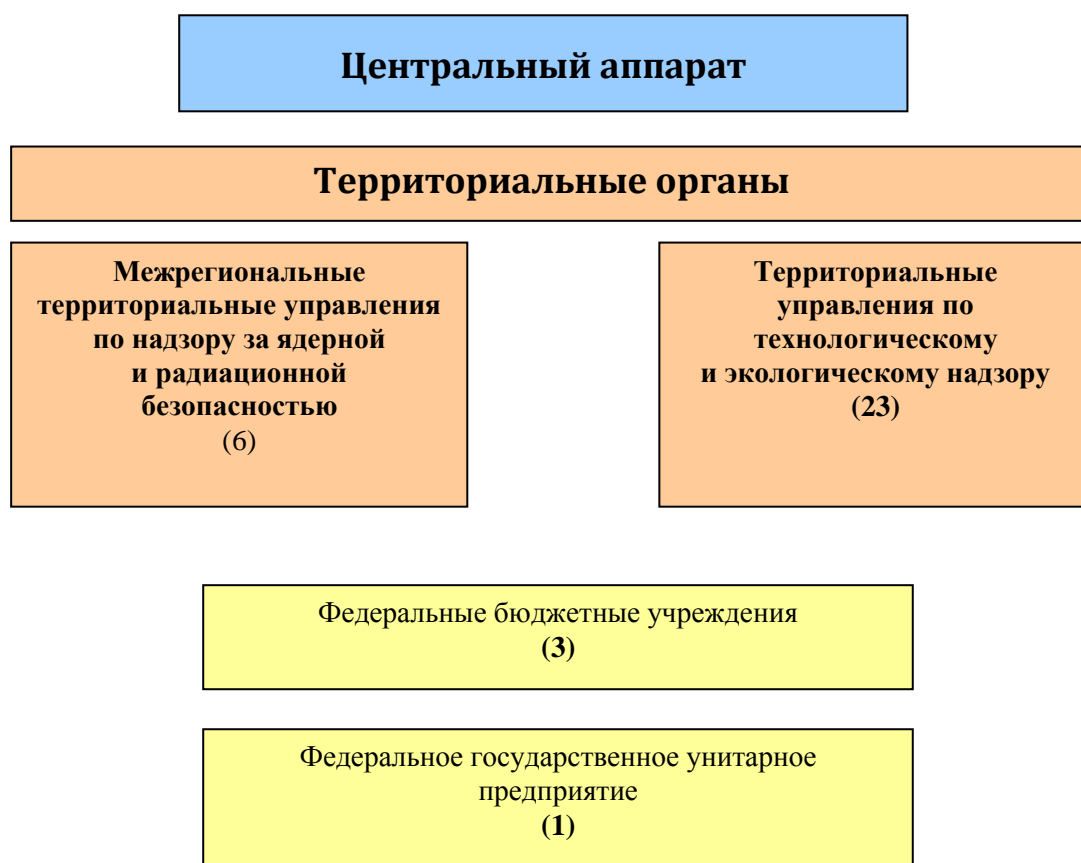 Центральный аппарат
Территориальные органы
Межрегиональные
территориальные управления
по надзору за ядерной
и радиационной
безопасностью
(6)
Территориальные
управления по
технологическому
и экологическому надзору
(23)
Федеральные бюджетные учреждения
(3)
Федеральное государственное унитарное
предприятие
(1)